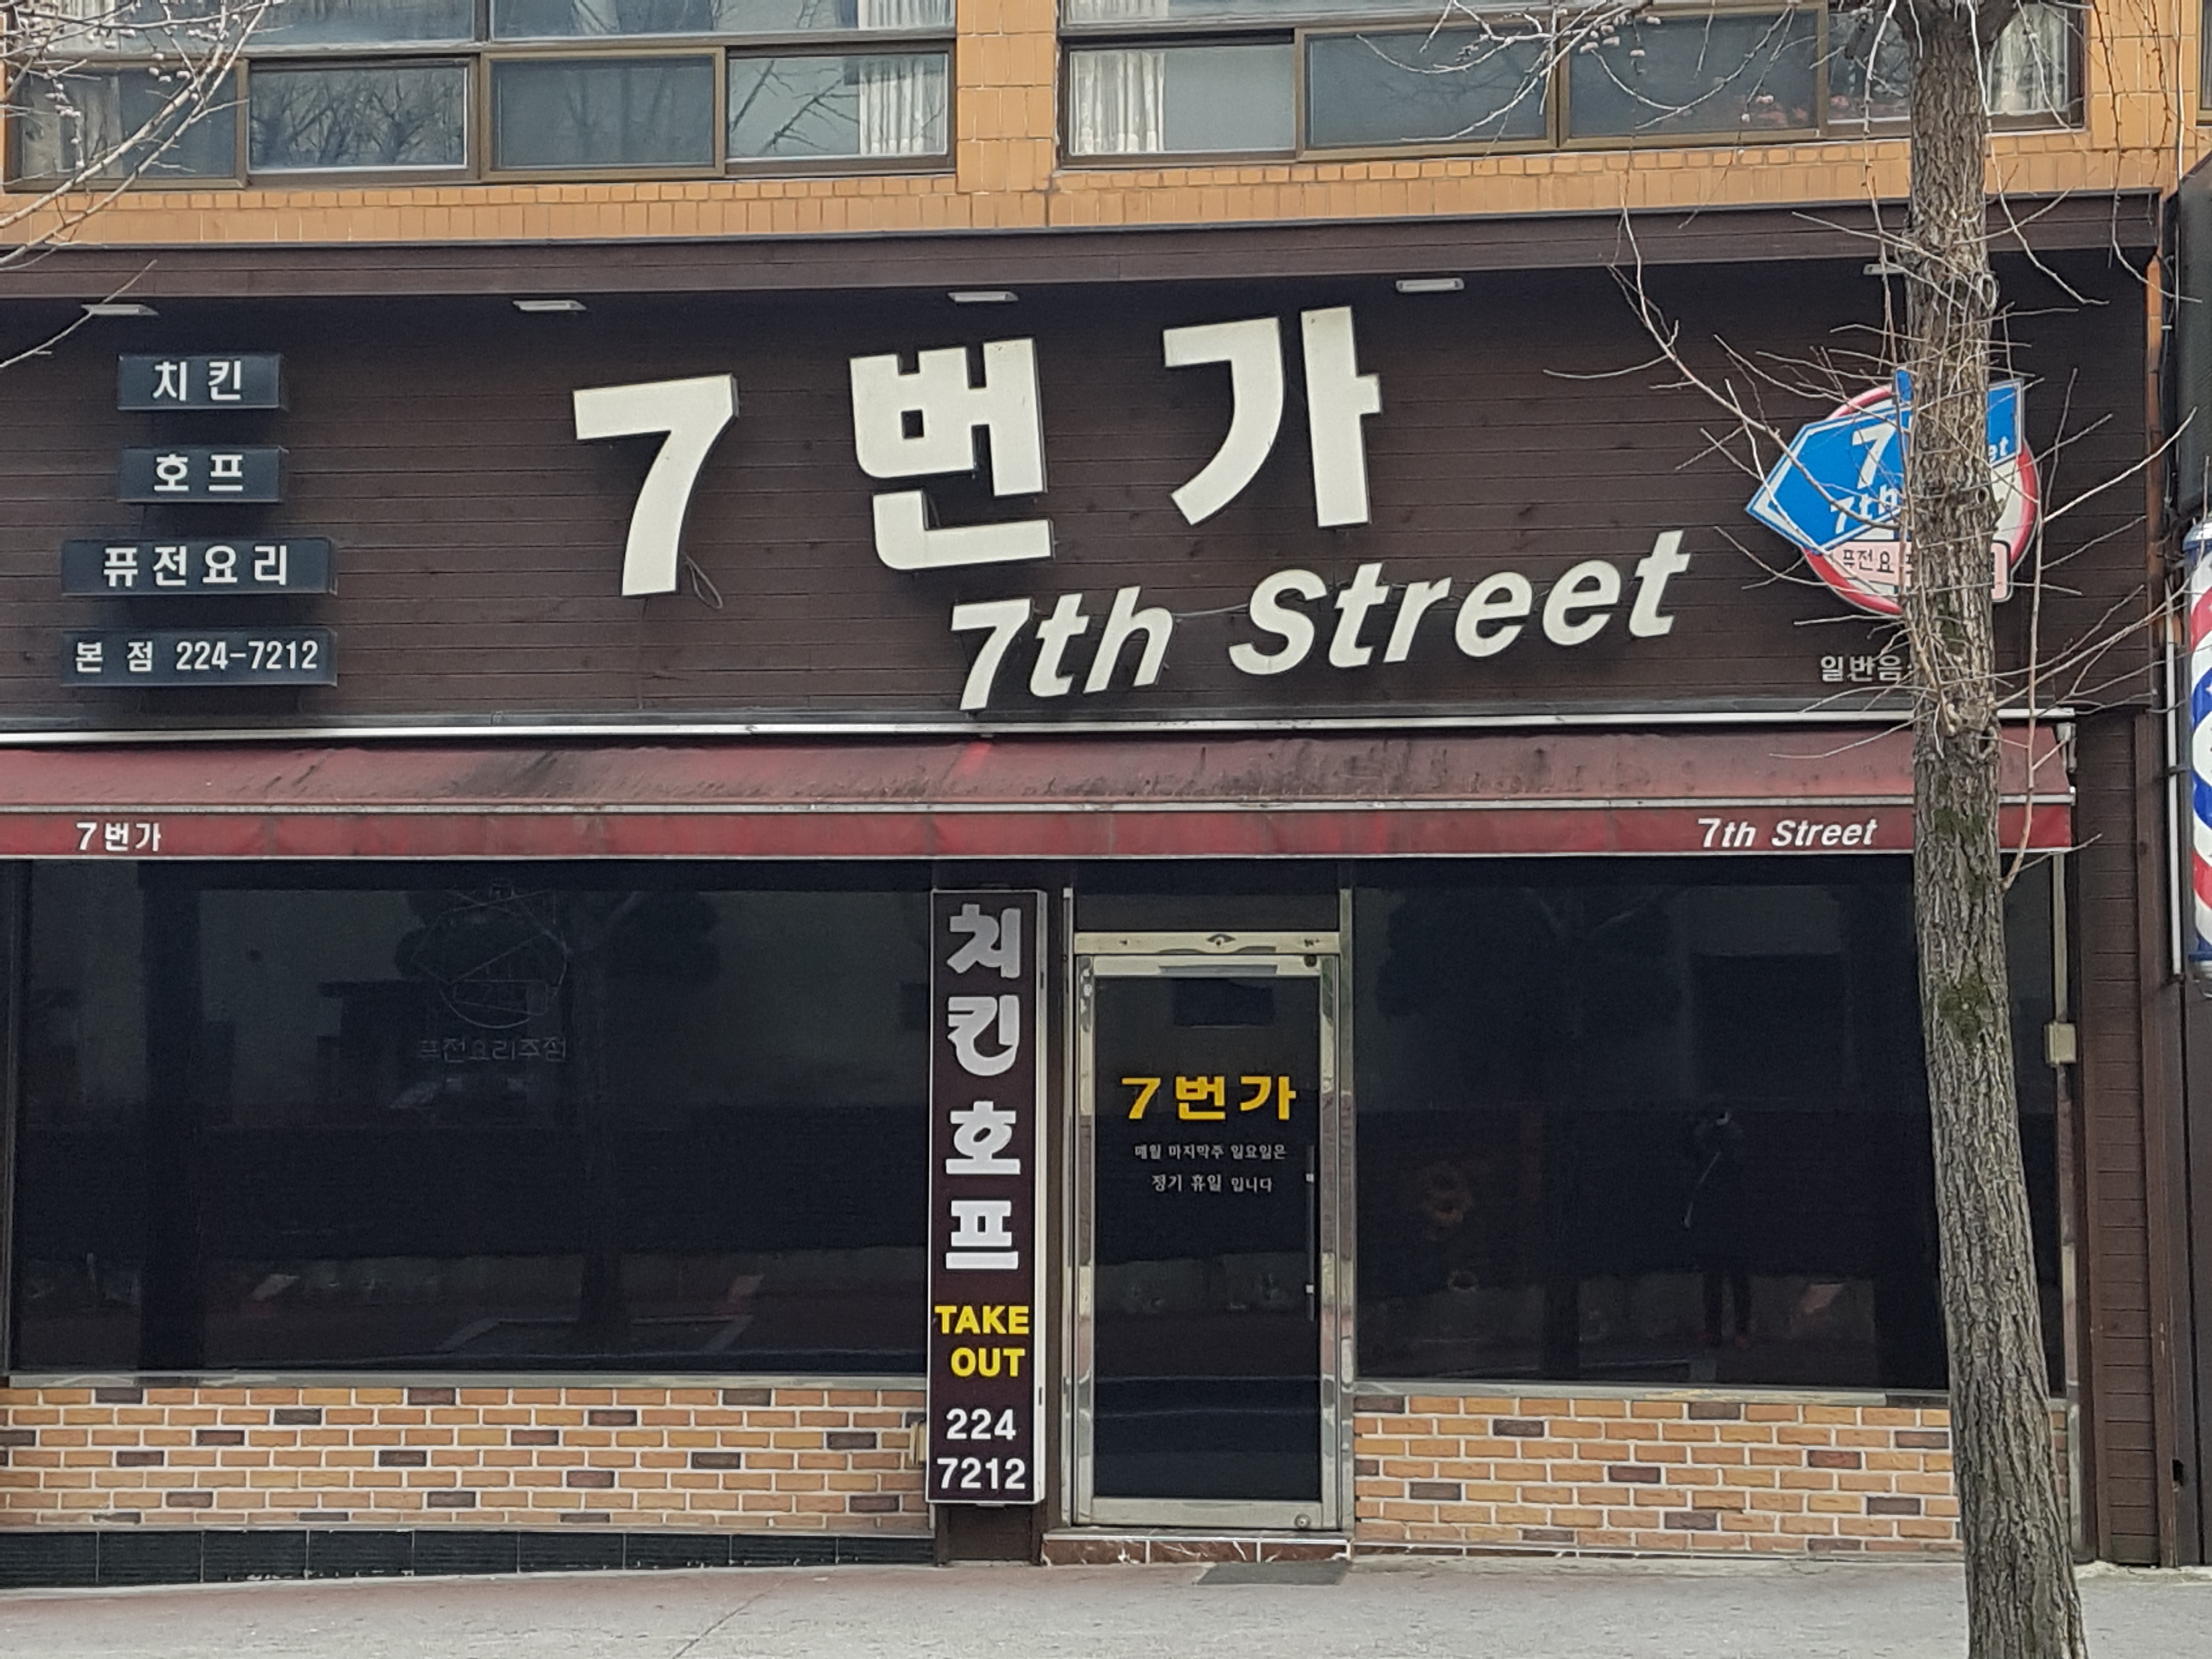 치킨
호프
퓨전요리
본점 224-7212
7번가
7th Street
7
7th
일반음
7번가
7th Street
치킨호프
TAKE
OUT
224
7212
퓨전요리주점
7번가
매월 마지막주 일요일은
정기 휴일 입니다